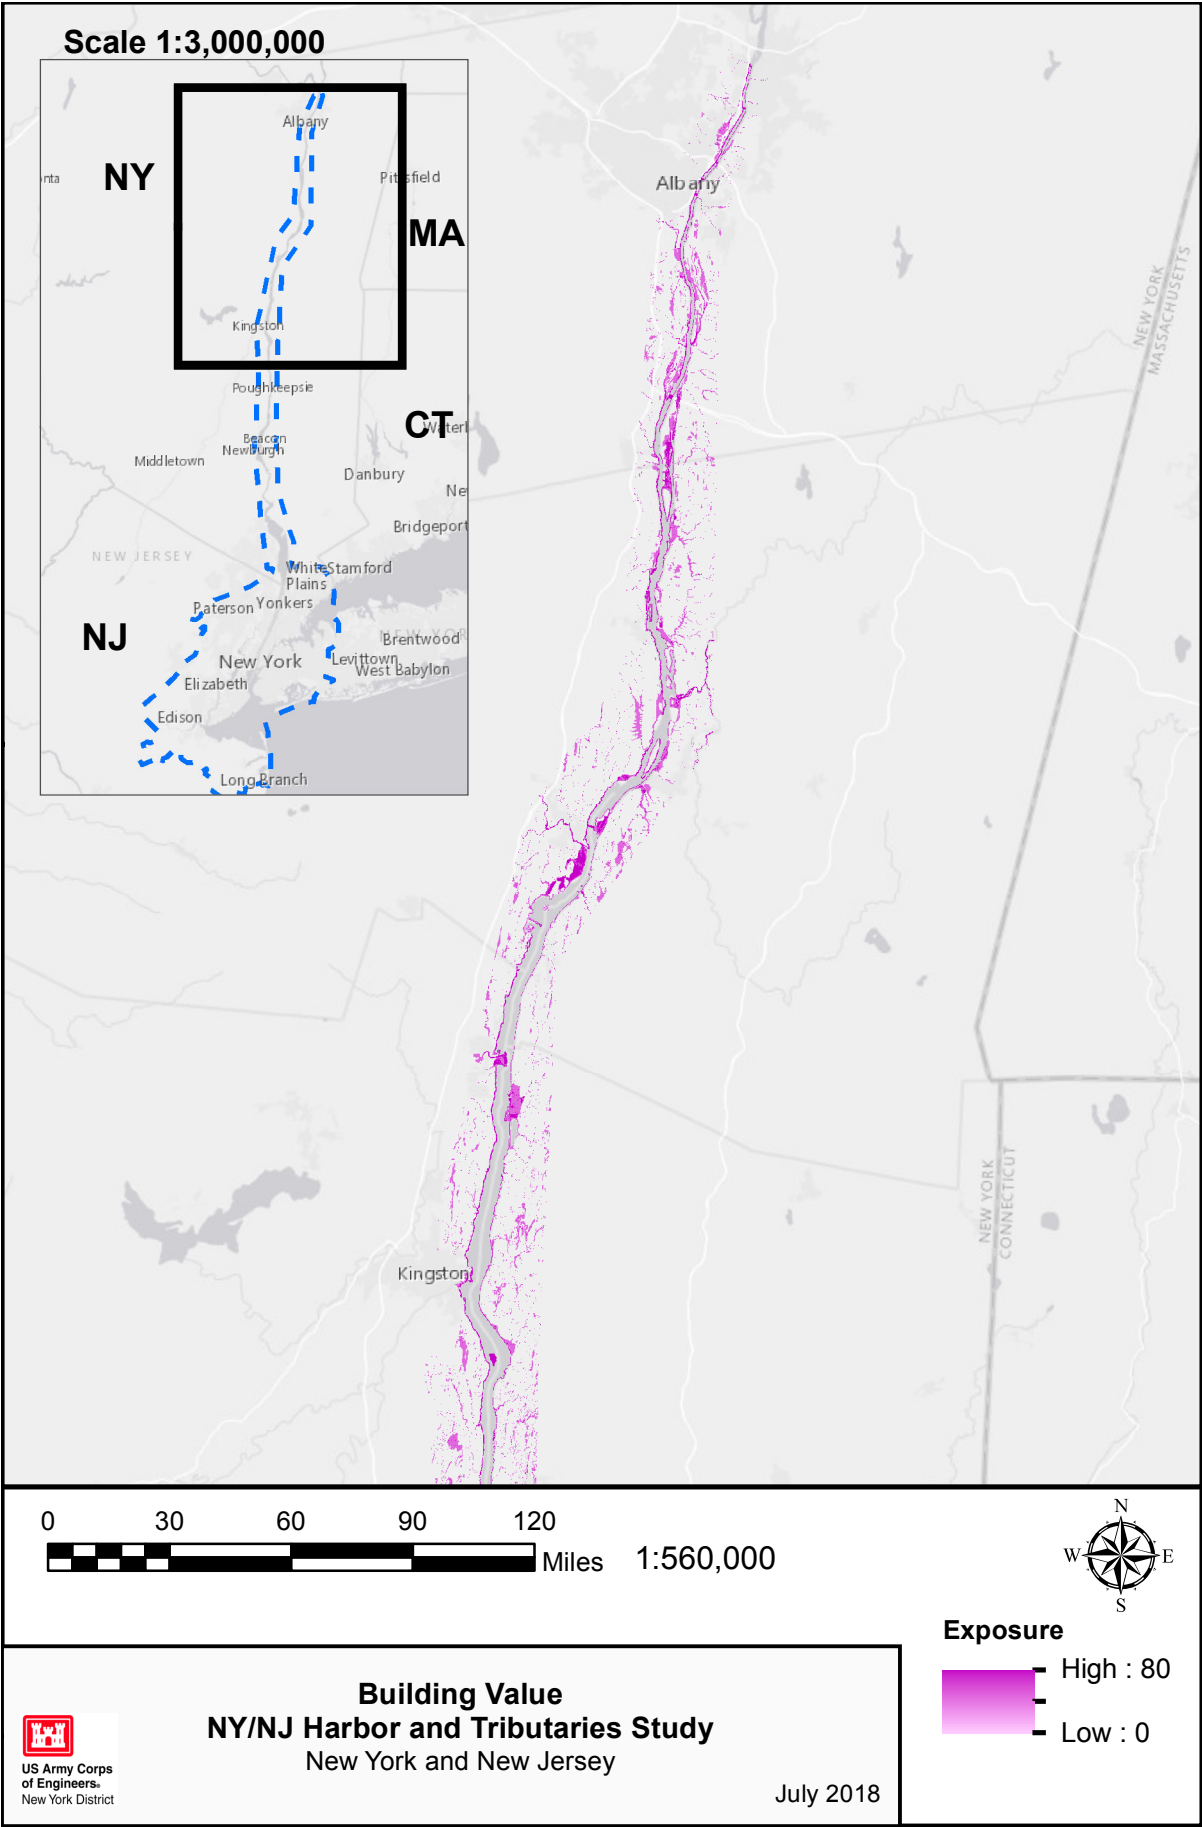 Scale 1:3,000,000
Albany
NY
nta
Pittsfield
MA
Kingston
Poughkeepsie
CT
Waterl
Beacon
Newburgh
Middletown
Danbury
Ne
Bridgeport
NEW JERSEY
White
Plains
Stamford
Paterson
Yonkers
NJ
Brentwood
New York
Levittown
West Babylon
Elizabeth
Edison
Long Branch
Albany
NEW YORK
MASSACHUSETTS
NEW YORK
CONNECTICUT
Kingston
0 30 60 90 120
Miles 1:560,000
N
W E
S
Exposure
High : 80
Low : 0
Building Value
NY/NJ Harbor and Tributaries Study
New York and New Jersey
July 2018
US Army Corps
of Engineers®
New York District